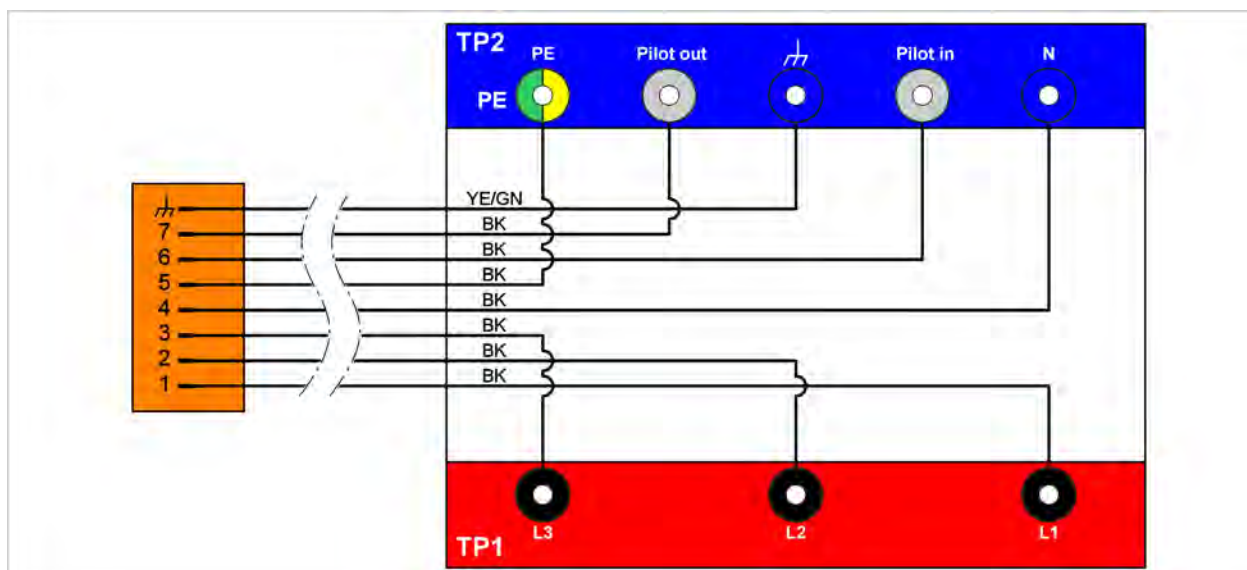 TP2
PE Pilot out Pilot in N
PE
YE/GN
7 BK
6 BK
5 BK
4 BK
3 BK
2 BK
1 BK
L3 L2 L1
TP1